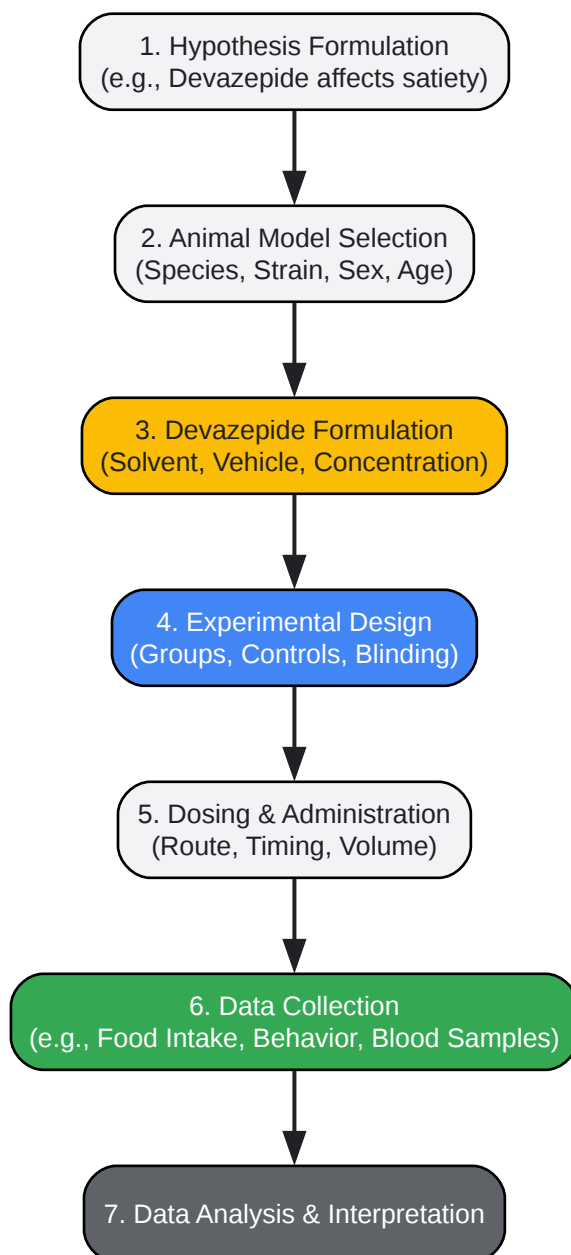 1. Hypothesis Formulation
(e.g., Devazepide affects satiety)
2. Animal Model Selection
(Species, Strain, Sex, Age)
3. Devazepide Formulation
(Solvent, Vehicle, Concentration)
4. Experimental Design
(Groups, Controls, Blinding)
5. Dosing & Administration
(Route, Timing, Volume)
6. Data Collection
(e.g., Food Intake, Behavior, Blood Samples)
7. Data Analysis & Interpretation